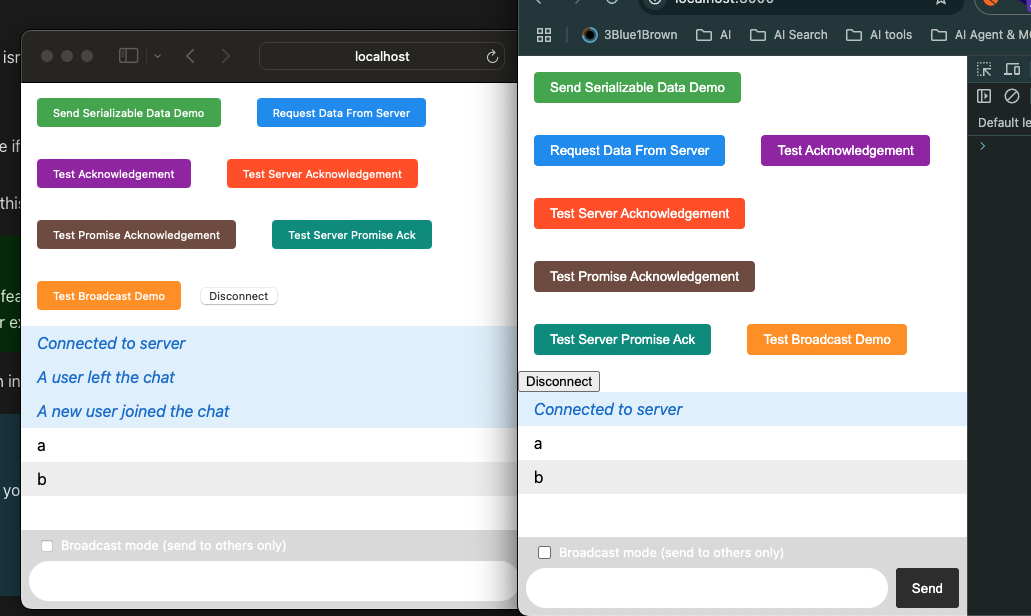 isn
e if
this
fea
r ex
n in
you
localhost
Send Serializable Data Demo
Request Data From Server
Test Acknowledgement
Test Server Acknowledgement
Test Promise Acknowledgement
Test Server Promise Ack
Test Broadcast Demo
Disconnect
Connected to server
A user left the chat
A new user joined the chat
a
b
Broadcast mode (send to others only)
3Blue1Brown
AI
AI Search
AI tools
AI Agent & M
Send Serializable Data Demo
Request Data From Server
Test Acknowledgement
Test Server Acknowledgement
Test Promise Acknowledgement
Test Server Promise Ack
Test Broadcast Demo
Disconnect
Connected to server
a
b
Broadcast mode (send to others only)
Send
Default le